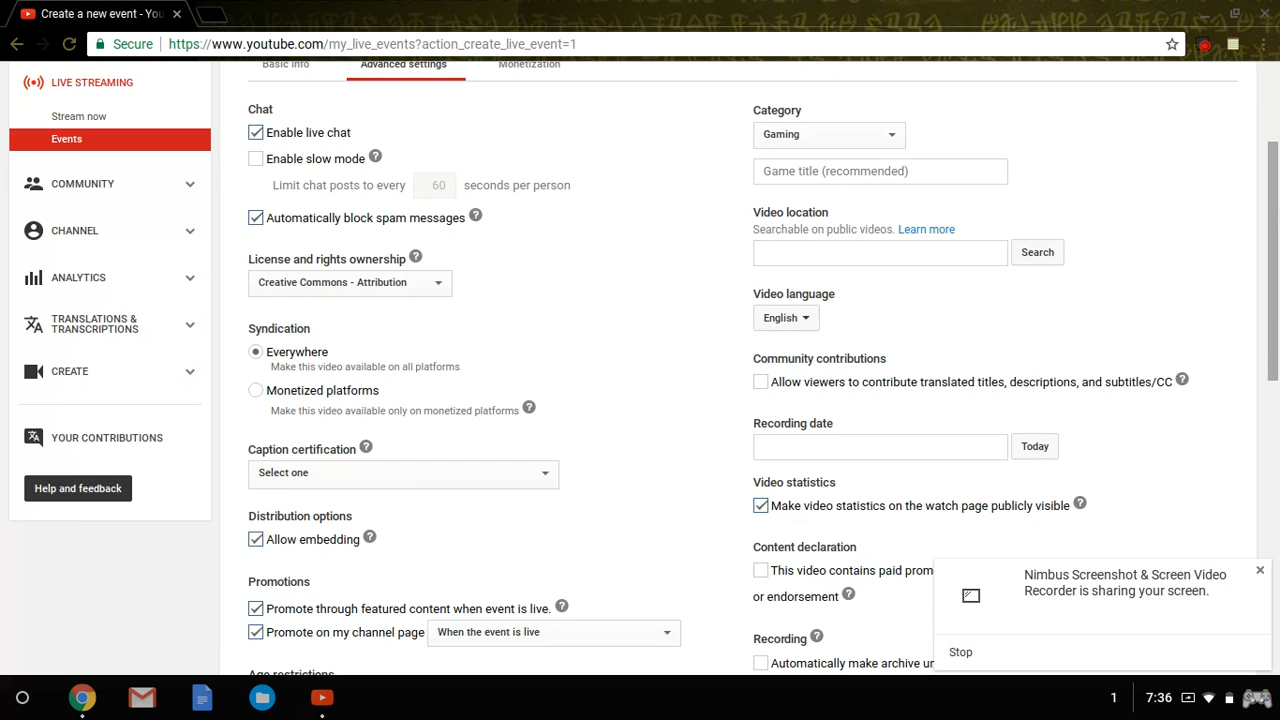 Create a new event - You
Secure
https://www.youtube.com/my_live_events?action_create_live_event=1
Basic info
Advanced settings
Monetization
LIVE STREAMING
Stream now
Events
COMMUNITY
CHANNEL
ANALYTICS
TRANSLATIONS &
TRANSCRIPTIONS
CREATE
YOUR CONTRIBUTIONS
Help and feedback
Chat
Enable live chat
Enable slow mode ?
Limit chat posts to every 60 seconds per person
Automatically block spam messages ?
License and rights ownership ?
Creative Commons - Attribution
Syndication
Everywhere
Make this video available on all platforms
Monetized platforms
Make this video available only on monetized platforms ?
Caption certification ?
Select one
Distribution options
Allow embedding ?
Promotions
Promote through featured content when event is live. ?
Promote on my channel page When the event is live
Age restrictions
Category
Gaming
Game title (recommended)
Video location
Searchable on public videos. Learn more
Search
Video language
English
Community contributions
Allow viewers to contribute translated titles, descriptions, and subtitles/CC ?
Recording date
Today
Video statistics
Make video statistics on the watch page publicly visible ?
Content declaration
This video contains paid prom
or endorsement ?
Recording ?
Automatically make archive un
Nimbus Screenshot & Screen Video
Recorder is sharing your screen.
Stop
1 7:36